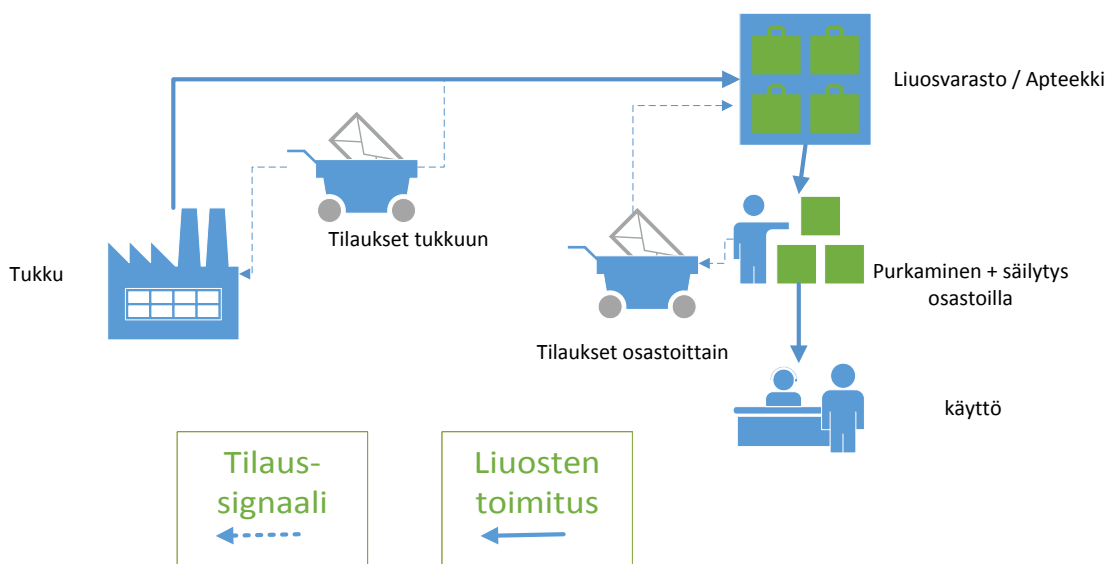 Liuosvarasto / Apteekki
Tilaukset tukkuun
Tukku
Purkaminen + säilytys
osastoilla
Tilaukset osastoittain
käyttö
Tilaus-
signaali
Liuosten
toimitus